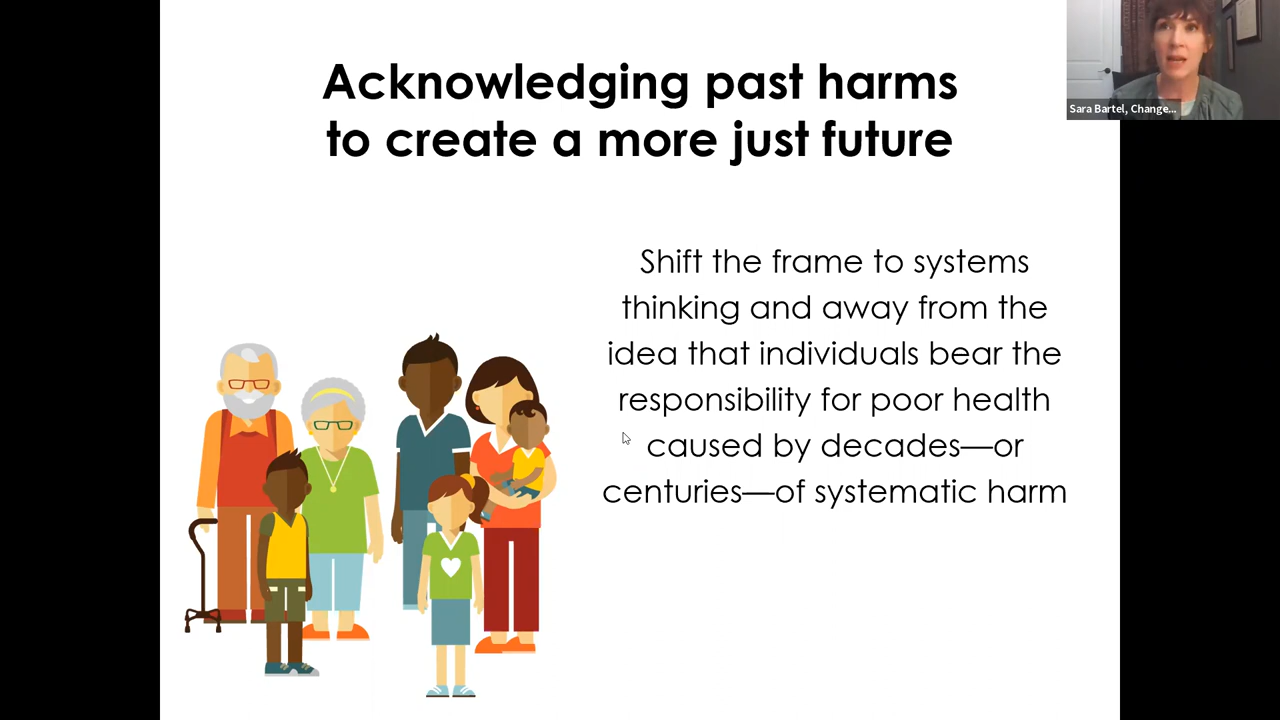 Acknowledging past harms
to create a more just future
Shift the frame to systems
thinking and away from the
idea that individuals bear the
responsibility for poor health
caused by decades—or
centuries—of systematic harm
Sara Bartel, Change...